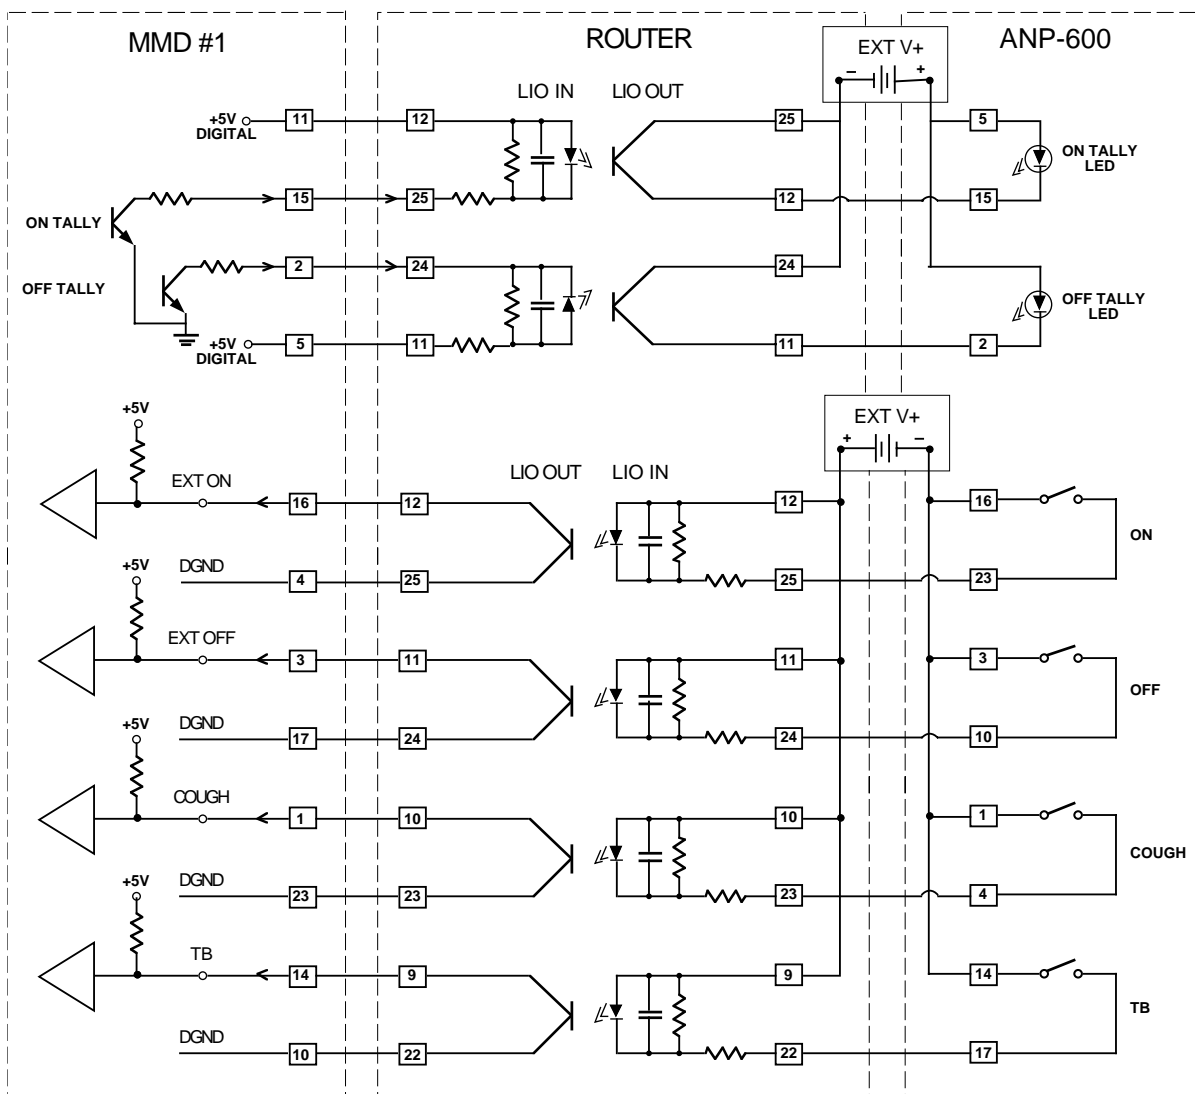 MMD #1
ROUTER
EXT V+
ANP-600
− +
LIO IN LIO OUT
+5V
DIGITAL
11 12 25 5
ON TALLY
LED
15 25 12 15
ON TALLY
2 24 24
OFF TALLY
OFF TALLY
LED
+5V
DIGITAL
5 11 11 2
+5V
EXT V+
+ −
LIO OUT LIO IN
EXT ON
16 12 12 16
ON
DGND
4 25 25 23
+5V
EXT OFF
3 11 11 3
OFF
DGND
17 24 24 10
+5V
COUGH
1 10 10 1
COUGH
DGND
23 23 23 4
+5V
TB
14 9 9 14
TB
DGND
10 22 22 17